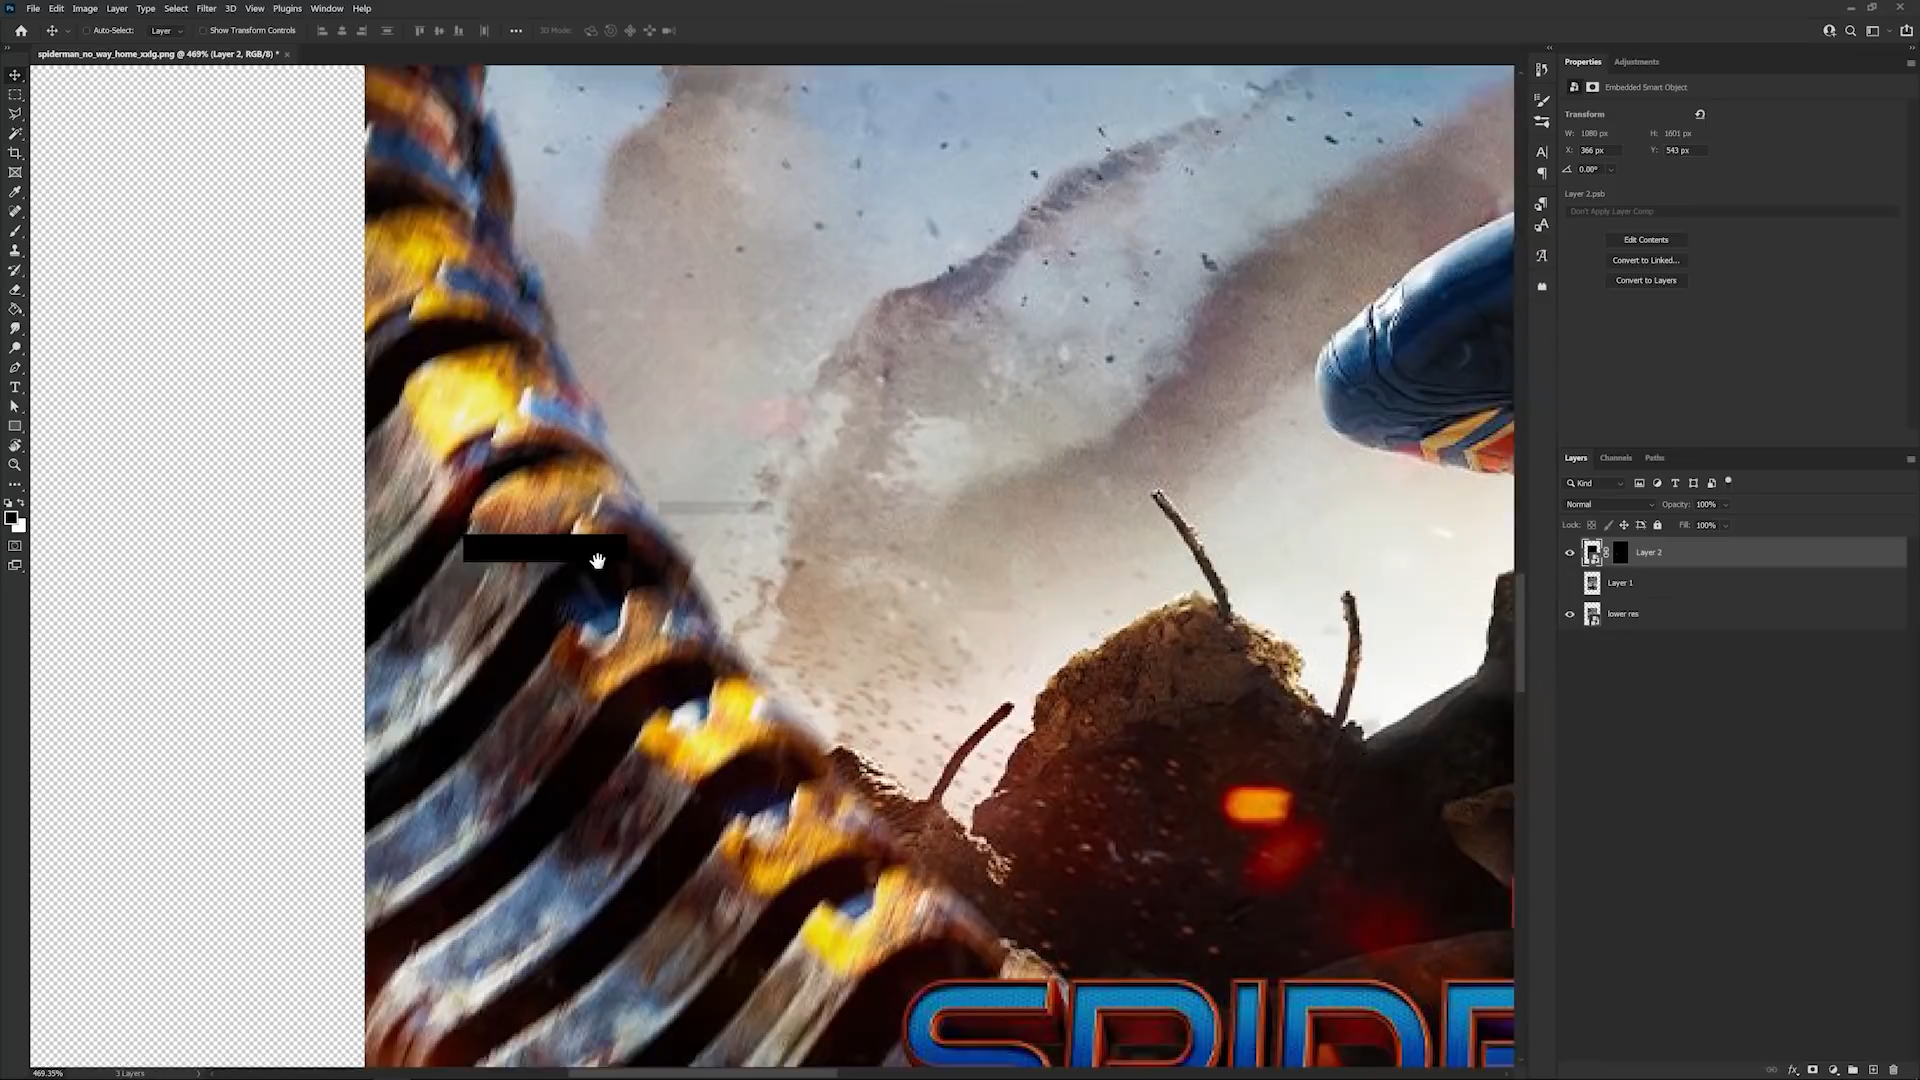 File Edit Image Layer Type Select Filter 3D View Plugins Window Help
Auto-Select: Layer Show Transform Controls 3D Mode:
spiderman_no_way_home_xxlg.png @ 469% (Layer 2, RGB/8) *
Properties Adjustments
Embedded Smart Object
Transform
W: 1080 px H: 1601 px
X: 366 px Y: 543 px
0.00°
Layer 2.psb
Don't Apply Layer Comp
Edit Contents
Convert to Linked...
Convert to Layers
Layers Channels Paths
Kind
Normal Opacity: 100%
Lock: Fill: 100%
Layer 2
Layer 1
lower res
SPIDE
469.35% 3 Layers